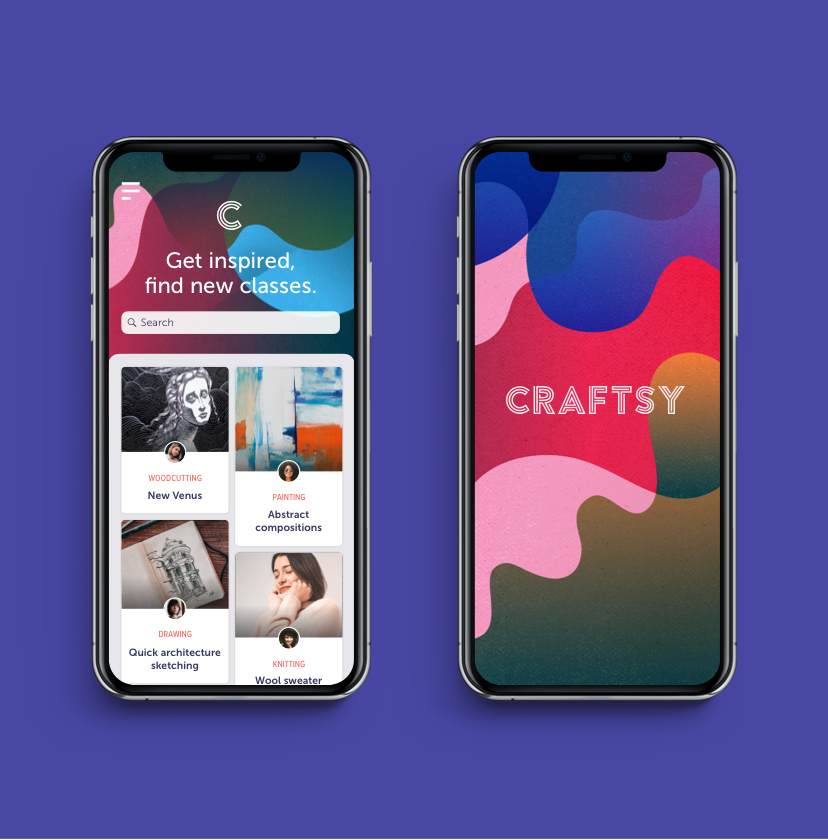 C
Get inspired,
find new classes.
Search
WOODCUTTING
New Venus
PAINTING
Abstract
compositions
DRAWING
Quick architecture
sketching
KNITTING
Wool sweater
CRAFTSY